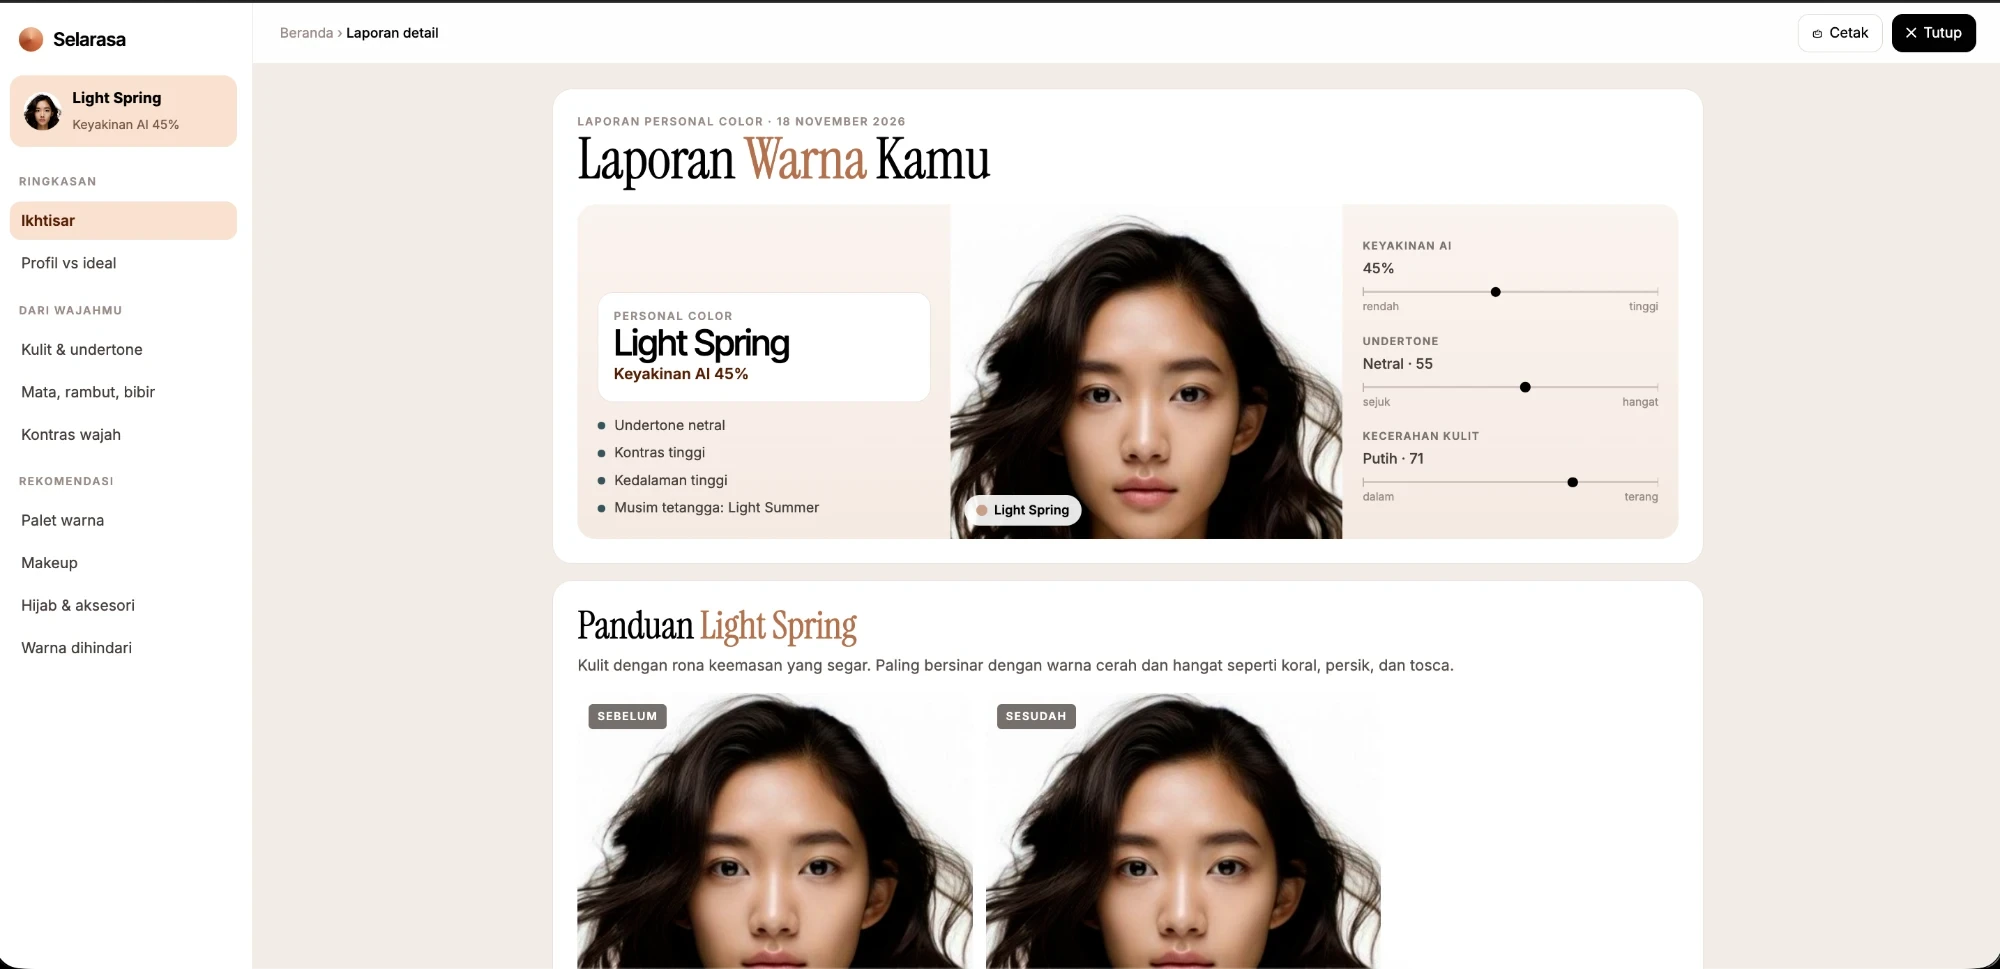 Selarasa
Light Spring
Keyakinan AI 45%
RINGKASAN
Ikhtisar
Profil vs ideal
DARI WAJAHMU
Kulit & undertone
Mata, rambut, bibir
Kontras wajah
REKOMENDASI
Palet warna
Makeup
Hijab & aksesori
Warna dihindari
Beranda › Laporan detail
Cetak
Tutup
LAPORAN PERSONAL COLOR · 18 NOVEMBER 2026
Laporan Warna Kamu
PERSONAL COLOR
Light Spring
Keyakinan AI 45%
Undertone netral
Kontras tinggi
Kedalaman tinggi
Musim tetangga: Light Summer
Light Spring
KEYAKINAN AI
45%
rendah tinggi
UNDERTONE
Netral · 55
sejuk hangat
KECERAHAN KULIT
Putih · 71
dalam terang
Panduan Light Spring
Kulit dengan rona keemasan yang segar. Paling bersinar dengan warna cerah dan hangat seperti koral, persik, dan tosca.
SEBELUM
SESUDAH